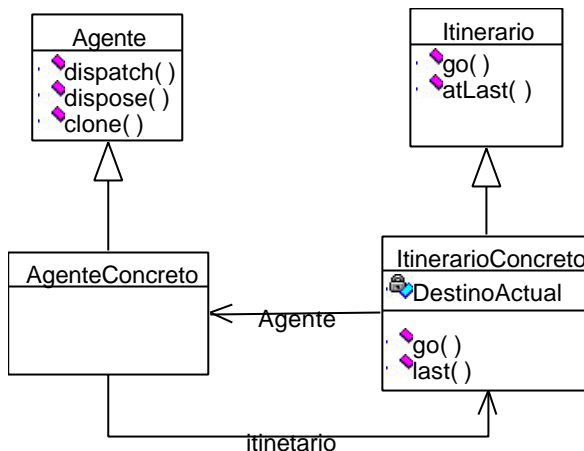 Agente
dispatch( )
dispose( )
clone( )
Itinerario
go( )
atLast( )
AgenteConcreto
ItinerarioConcreto
DestinoActual
go( )
last( )
Agente
itinetario